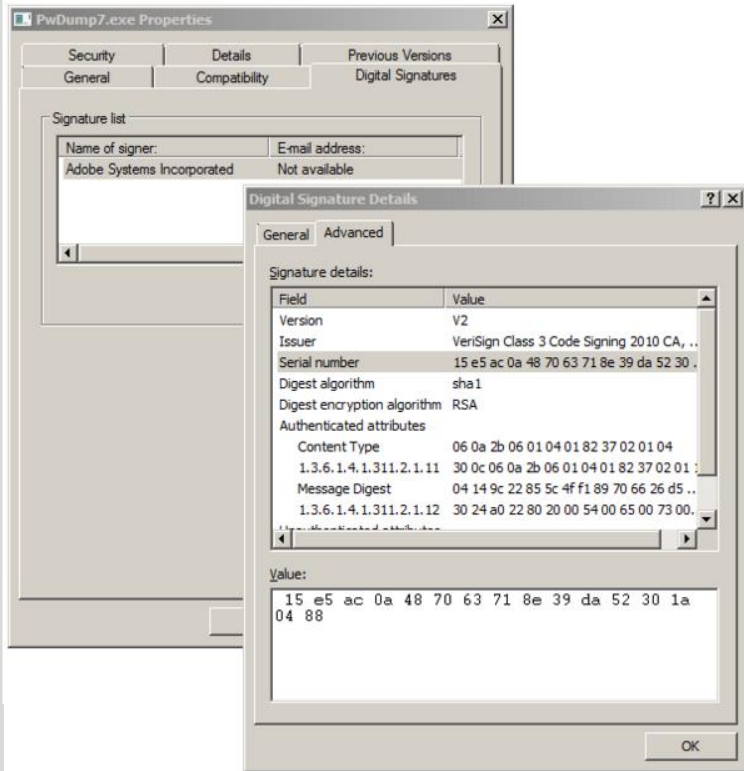 PwDump7.exe Properties
Security Details Previous Versions
General Compatibility Digital Signatures
Signature list
Name of signer: E-mail address:
Adobe Systems Incorporated Not available
Digital Signature Details
General Advanced
Signature details:
Field Value
Version V2
Issuer VeriSign Class 3 Code Signing 2010 CA, ..
Serial number 15 e5 ac 0a 48 70 63 71 8e 39 da 52 30 .
Digest algorithm sha1
Digest encryption algorithm RSA
Authenticated attributes
Content Type 06 0a 2b 06 01 04 01 82 37 02 01 04
1.3.6.1.4.1.311.2.1.11 30 0c 06 0a 2b 06 01 04 01 82 37 02 01
Message Digest 04 14 9c 22 85 5c 4f f1 89 70 66 26 d5 ..
1.3.6.1.4.1.311.2.1.12 30 24 a0 22 80 20 00 54 00 65 00 73 00.
Value:
15 e5 ac 0a 48 70 63 71 8e 39 da 52 30 1a
04 88
OK